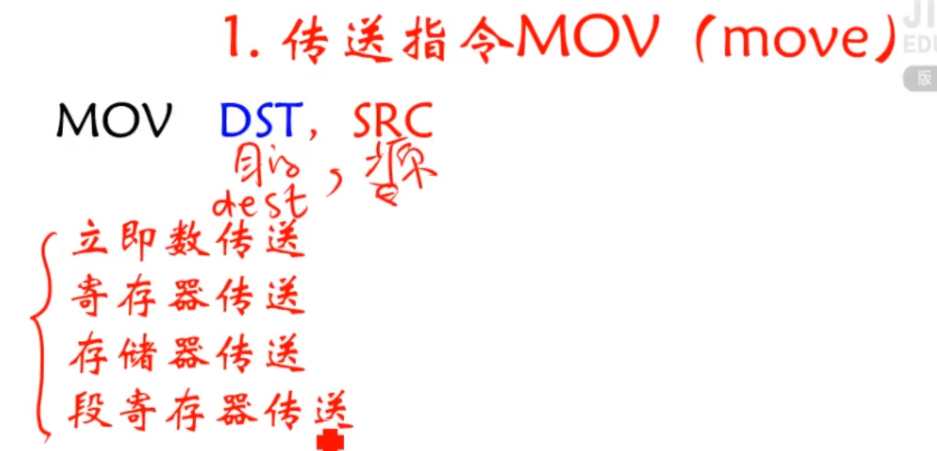 1. 传送指令MOV（move）
JI
EDU
版
MOV DST, SRC
目的, 源
dest
立即数传送
寄存器传送
存储器传送
段寄存器传送